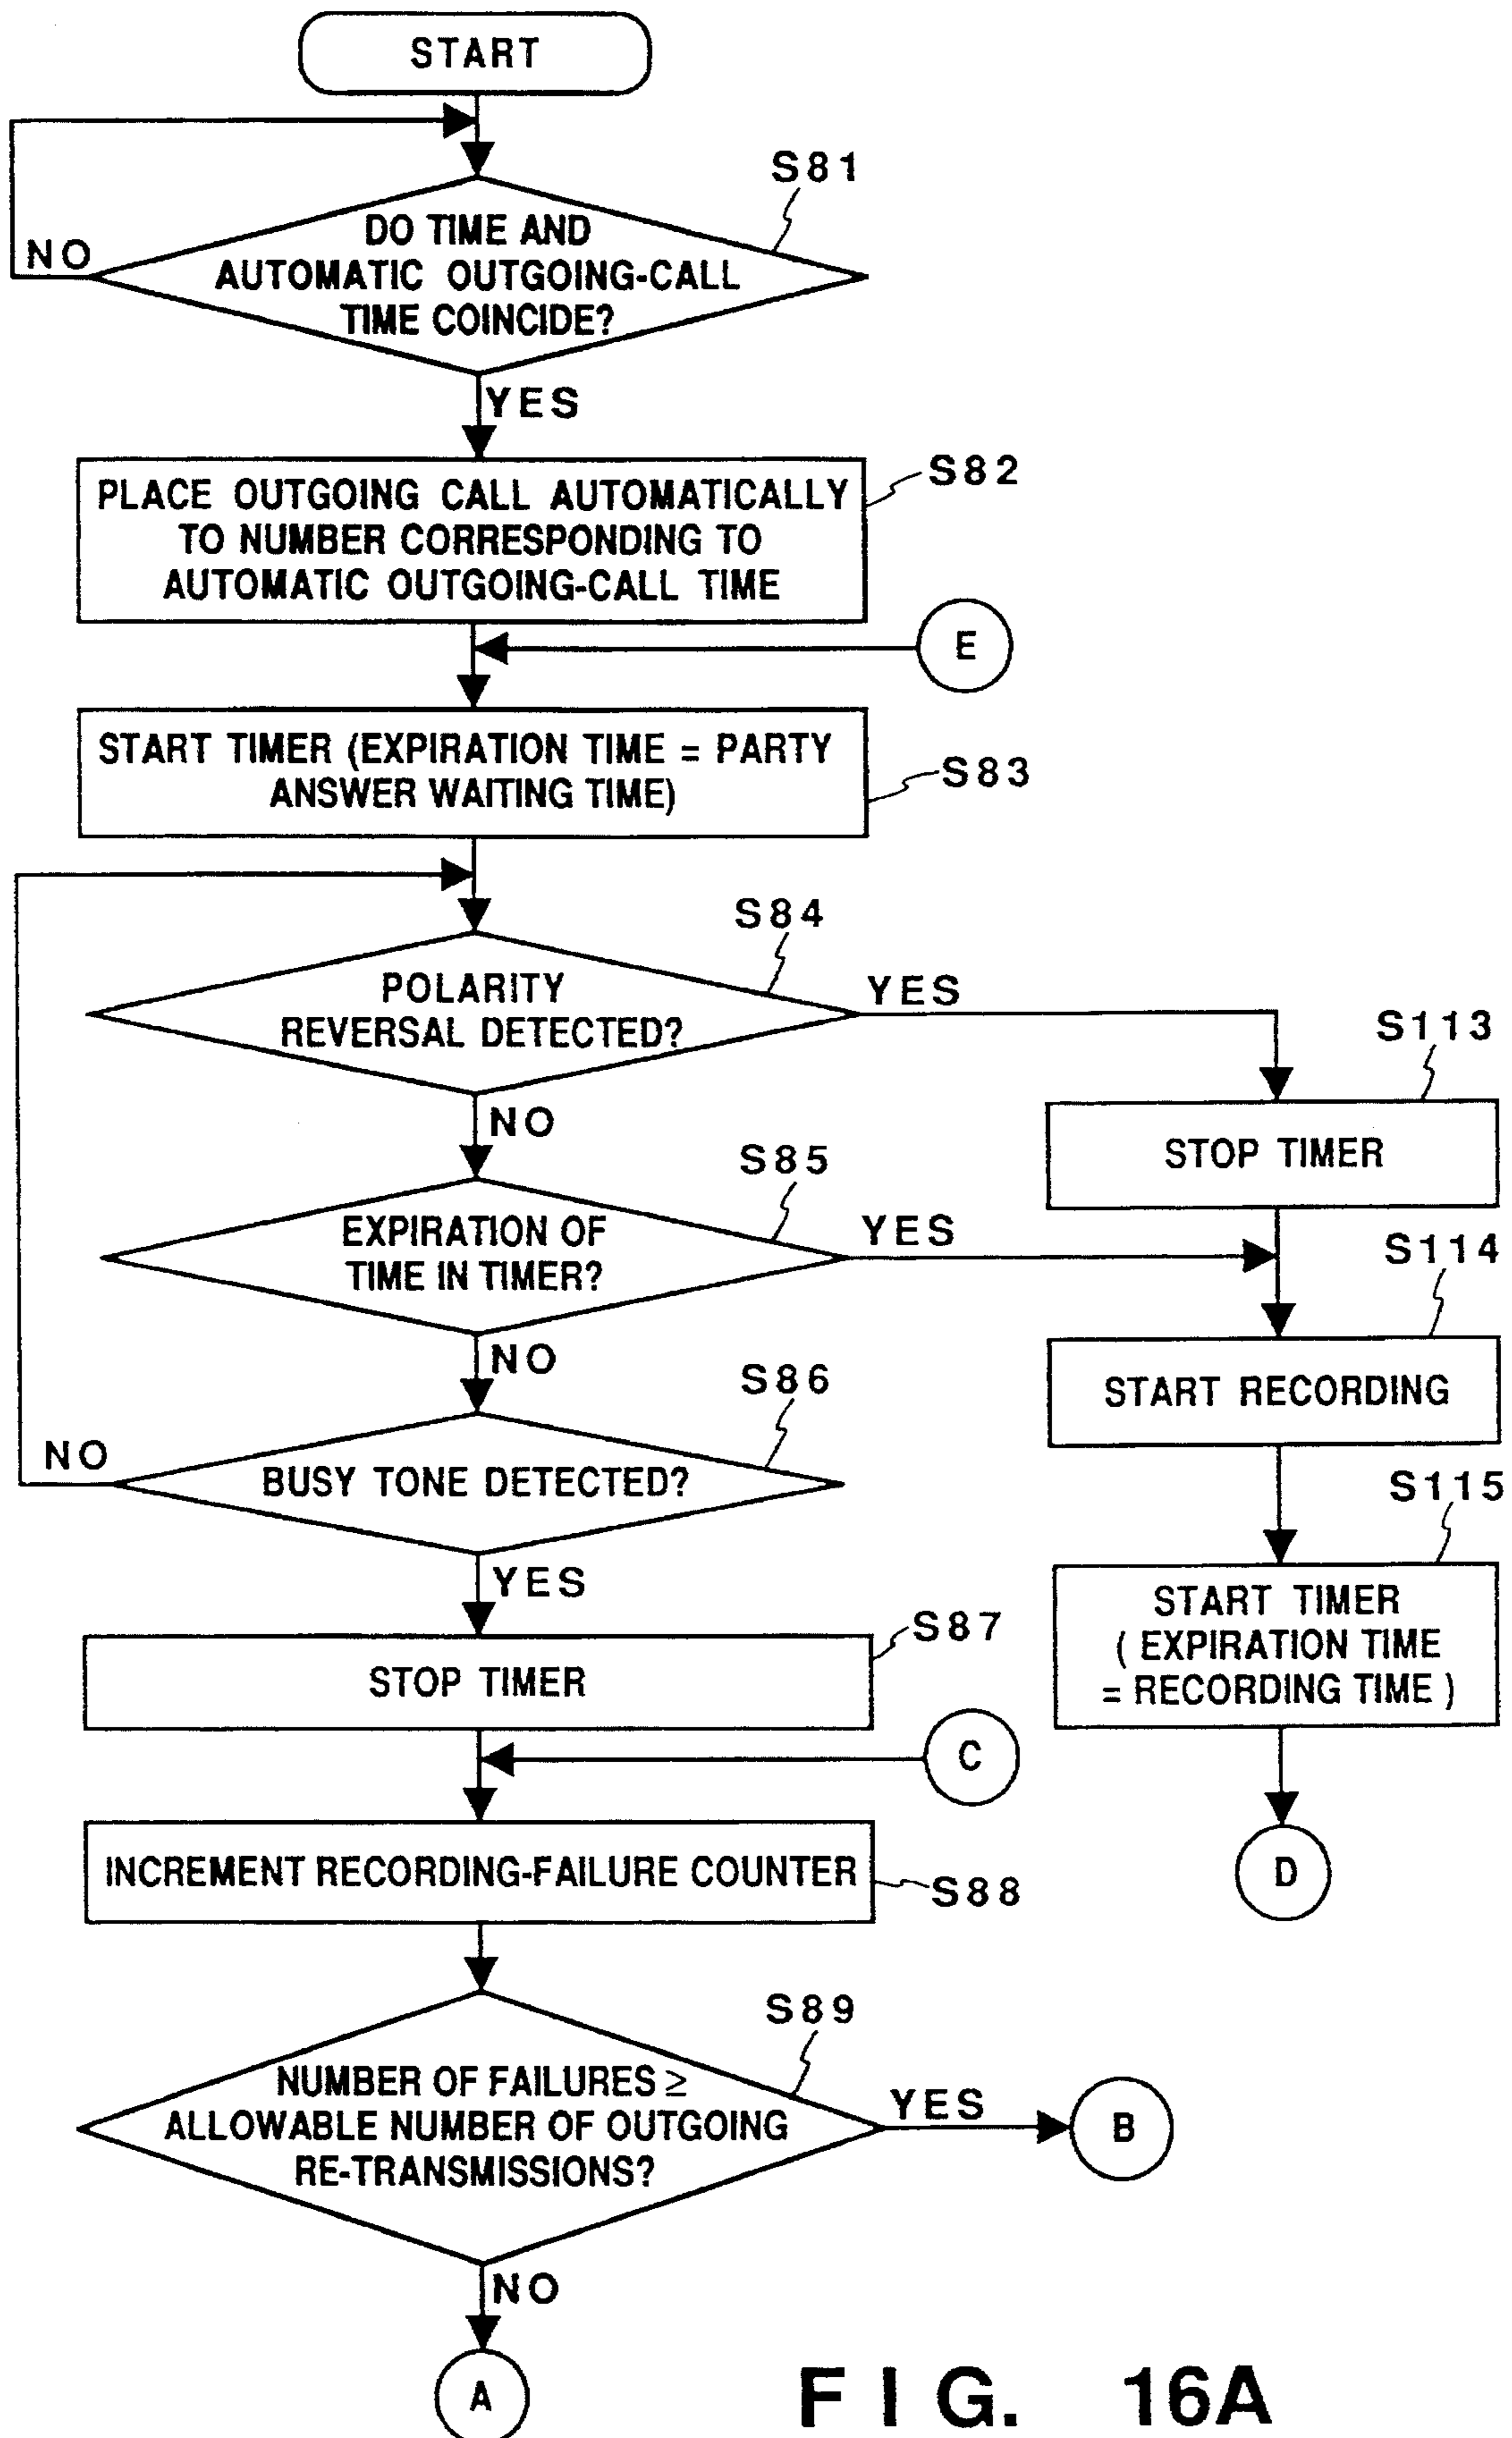 START
S81
DO TIME AND
AUTOMATIC OUTGOING-CALL
TIME COINCIDE?
NO
YES
S82
PLACE OUTGOING CALL AUTOMATICALLY
TO NUMBER CORRESPONDING TO
AUTOMATIC OUTGOING-CALL TIME
E
START TIMER (EXPIRATION TIME = PARTY
ANSWER WAITING TIME)
S83
S84
POLARITY
REVERSAL DETECTED?
YES
NO
S113
STOP TIMER
S85
EXPIRATION OF
TIME IN TIMER?
YES
NO
S114
START RECORDING
S86
BUSY TONE DETECTED?
NO
YES
S115
START TIMER
( EXPIRATION TIME
= RECORDING TIME )
S87
STOP TIMER
C
D
INCREMENT RECORDING-FAILURE COUNTER
S88
S89
NUMBER OF FAILURES ≥
ALLOWABLE NUMBER OF OUTGOING
RE-TRANSMISSIONS?
YES
B
NO
A
FIG. 16A